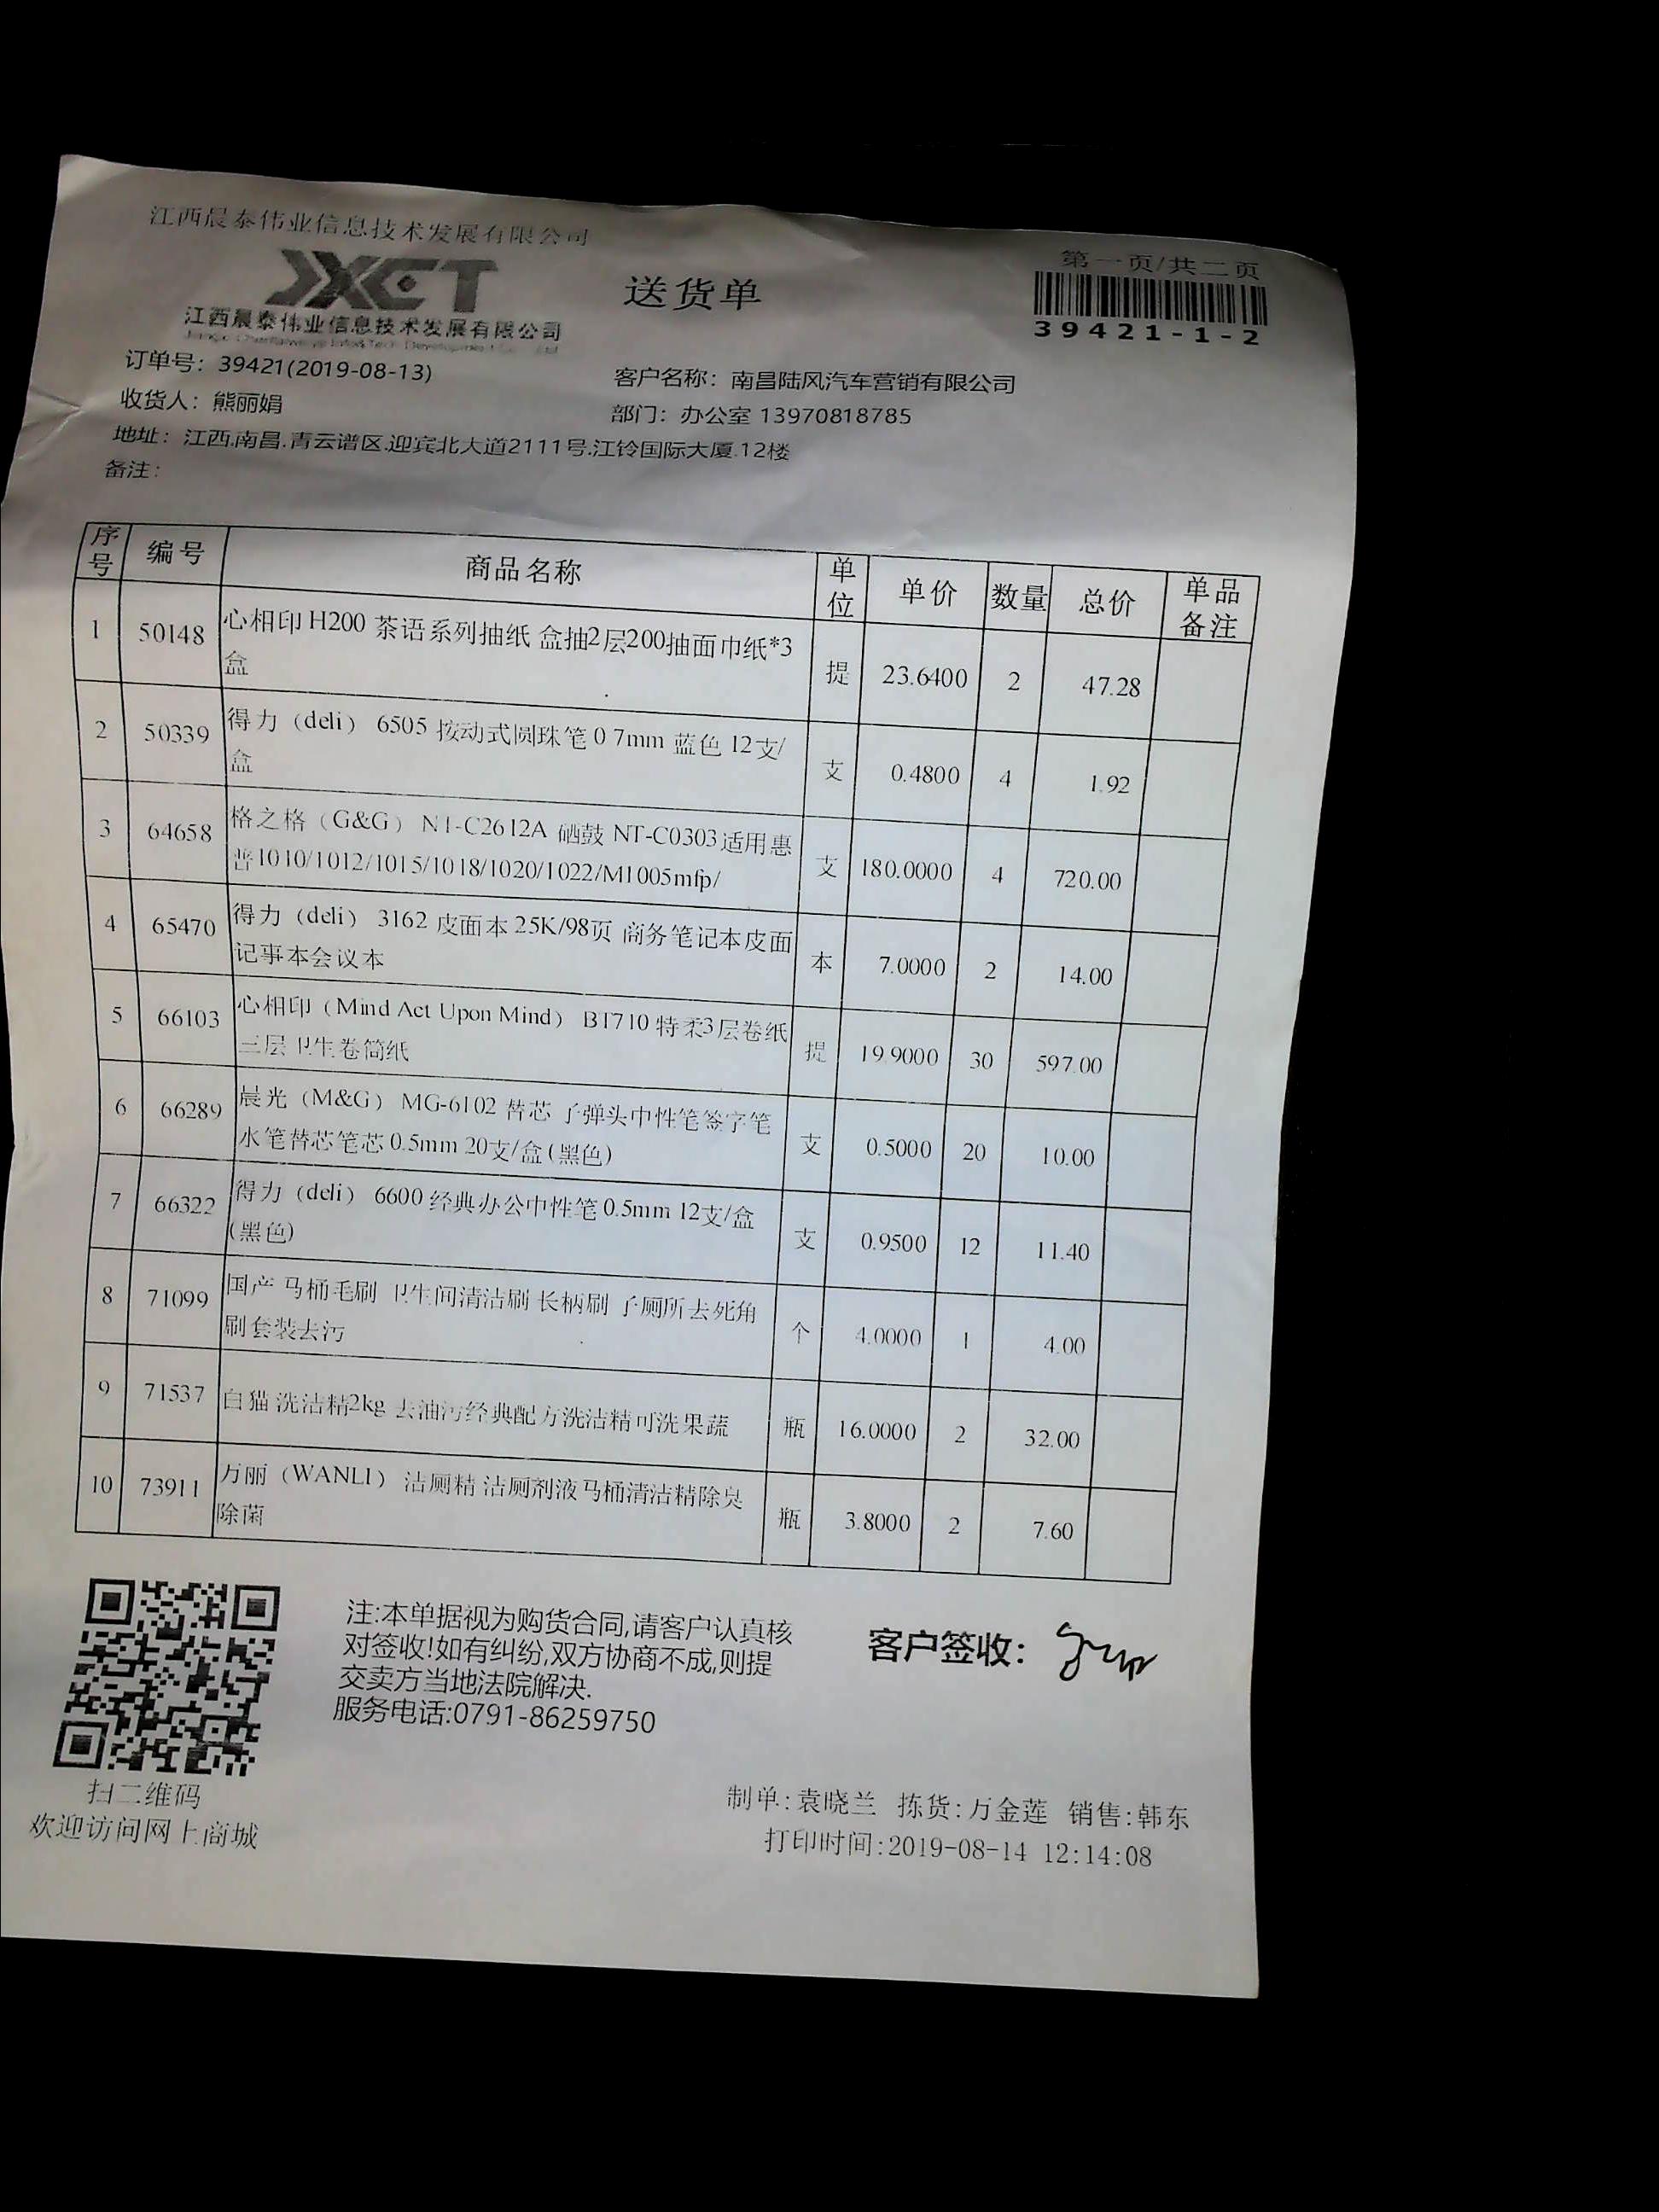 江西晨泰伟业信息技术发展有限公司
第一页/共二页
JXCT
送货单
江西晨泰伟业信息技术发展有限公司
39421-1-2
订单号：39421(2019-08-13)
客户名称：南昌陆风汽车营销有限公司
收货人：熊丽娟
部门：办公室 13970818785
地址：江西.南昌.青云谱区.迎宾北大道2111号.江铃国际大厦.12楼
备注：
序号 编号 商品名称 单位 单价 数量 总价 单品备注
1 50148 心相印 H200 茶语系列抽纸 盒抽2层200抽面巾纸*3
盒 提 23.6400 2 47.28
2 50339 得力（deli） 6505 按动式圆珠笔 0.7mm 蓝色 12支/
盒 支 0.4800 4 1.92
3 64658 格之格（G&G） NT-C2612A 硒鼓 NT-C0303适用惠
普1010/1012/1015/1018/1020/1022/M1005mfp/ 支 180.0000 4 720.00
4 65470 得力（deli） 3162 皮面本 25K/98页 商务笔记本皮面
记事本会议本 本 7.0000 2 14.00
5 66103 心相印（Mind Act Upon Mind） BT710 特柔3层卷纸
三层卫生卷筒纸 提 19.9000 30 597.00
6 66289 晨光（M&G） MG-6102 替芯 子弹头中性笔签字笔
水笔替芯笔芯 0.5mm 20支/盒(黑色) 支 0.5000 20 10.00
7 66322 得力（deli） 6600 经典办公中性笔 0.5mm 12支/盒
(黑色) 支 0.9500 12 11.40
8 71099 国产 马桶毛刷 卫生间清洁刷 长柄刷 子厕所去死角
刷套装去污 个 4.0000 1 4.00
9 71537 白猫 洗洁精2kg 去油污经典配方洗洁精可洗果蔬 瓶 16.0000 2 32.00
10 73911 万丽（WANLI） 洁厕精 洁厕剂液马桶清洁精除臭
除菌 瓶 3.8000 2 7.60
注:本单据视为购货合同,请客户认真核
对签收!如有纠纷,双方协商不成,则提
交卖方当地法院解决.
服务电话:0791-86259750
客户签收：
扫二维码
欢迎访问网上商城
制单:袁晓兰 拣货:万金莲 销售:韩东
打印时间:2019-08-14 12:14:08